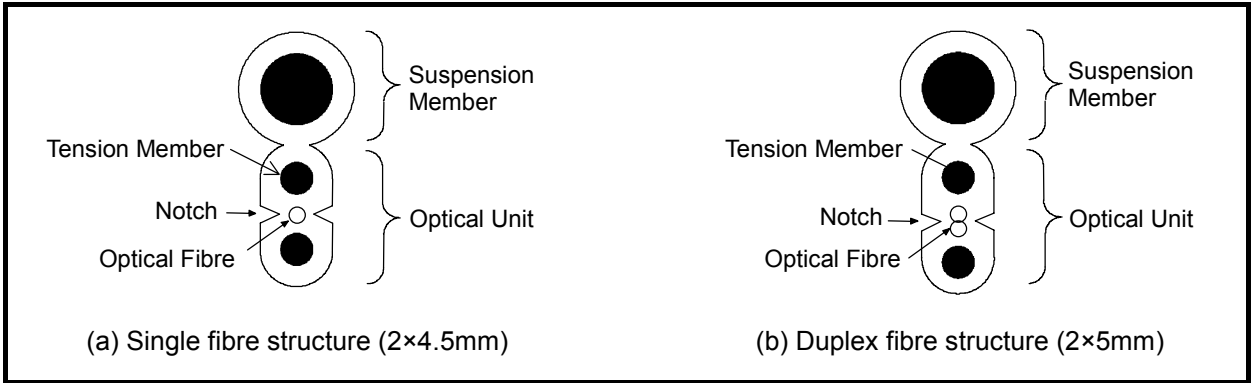 Suspension
Member
Tension Member
Notch
Optical Unit
Optical Fibre
(a) Single fibre structure (2×4.5mm)
Suspension
Member
Tension Member
Notch
Optical Unit
Optical Fibre
(b) Duplex fibre structure (2×5mm)